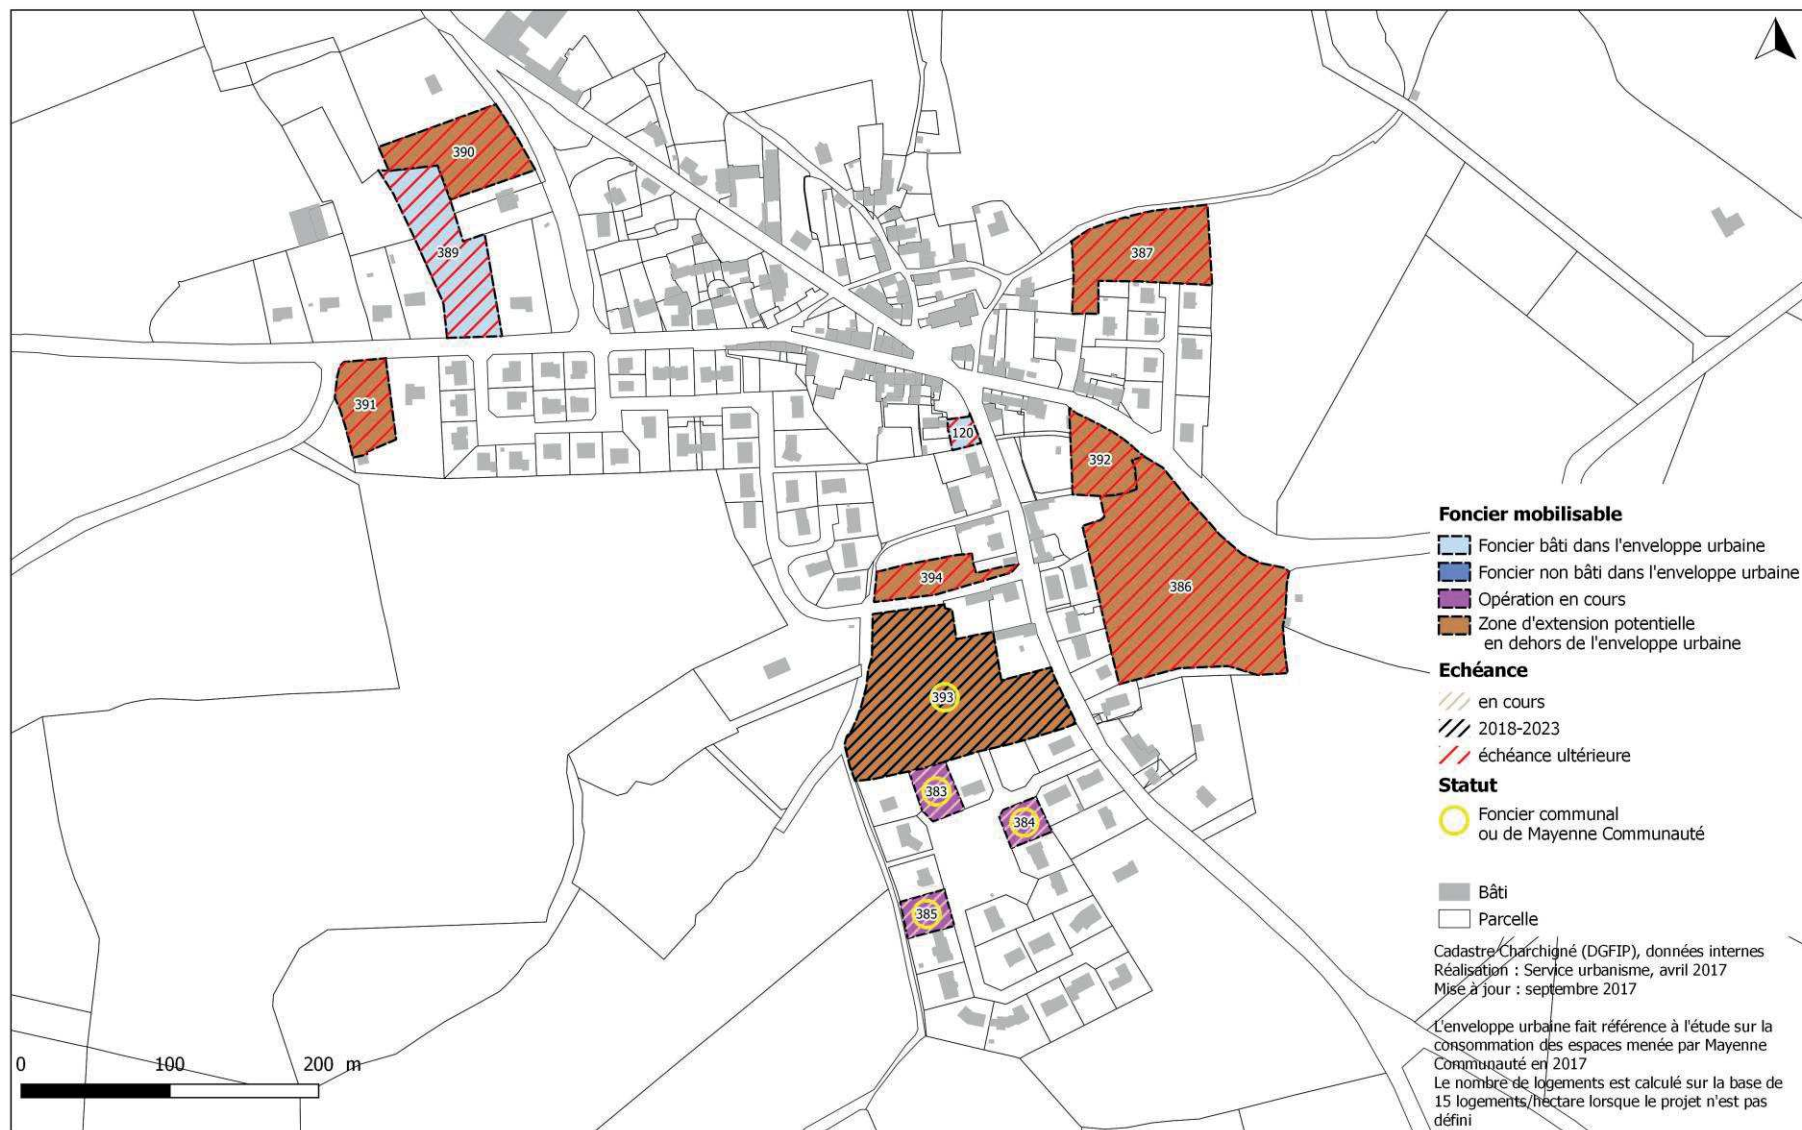 390
389
387
391
120
392
394
386
393
383
384
385
Foncier mobilisable
Foncier bâti dans l'enveloppe urbaine
Foncier non bâti dans l'enveloppe urbaine
Opération en cours
Zone d'extension potentielle
en dehors de l'enveloppe urbaine
Echéance
en cours
2018-2023
échéance ultérieure
Statut
Foncier communal
ou de Mayenne Communauté
Bâti
Parcelle
Cadastre Charchigné (DGFIP), données internes
Réalisation : Service urbanisme, avril 2017
Mise à jour : septembre 2017
L'enveloppe urbaine fait référence à l'étude sur la
consommation des espaces menée par Mayenne
Communauté en 2017
Le nombre de logements est calculé sur la base de
15 logements/hectare lorsque le projet n'est pas
défini
0 100 200 m